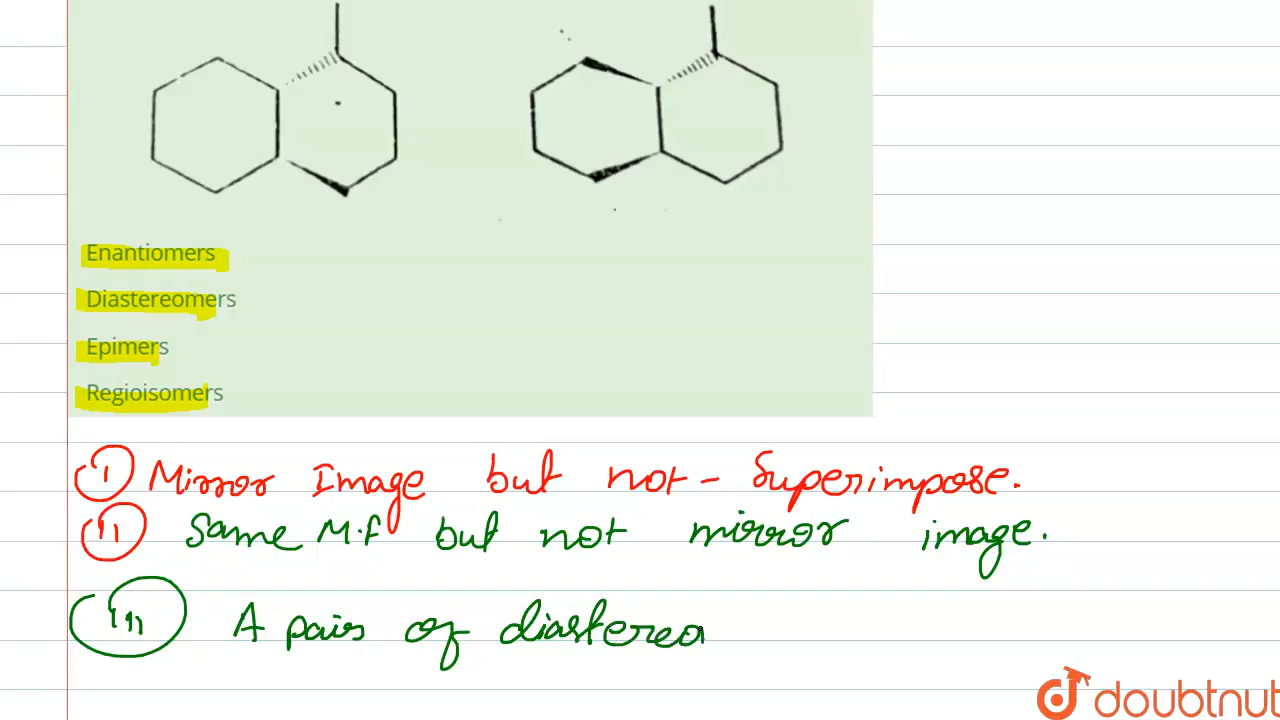 Enantiomers
Diastereomers
Epimers
Regioisomers
I Mirror Image but not - Superimpose.
II Same M.f but not mirror image.
III A pair of diastereo
doubtnut